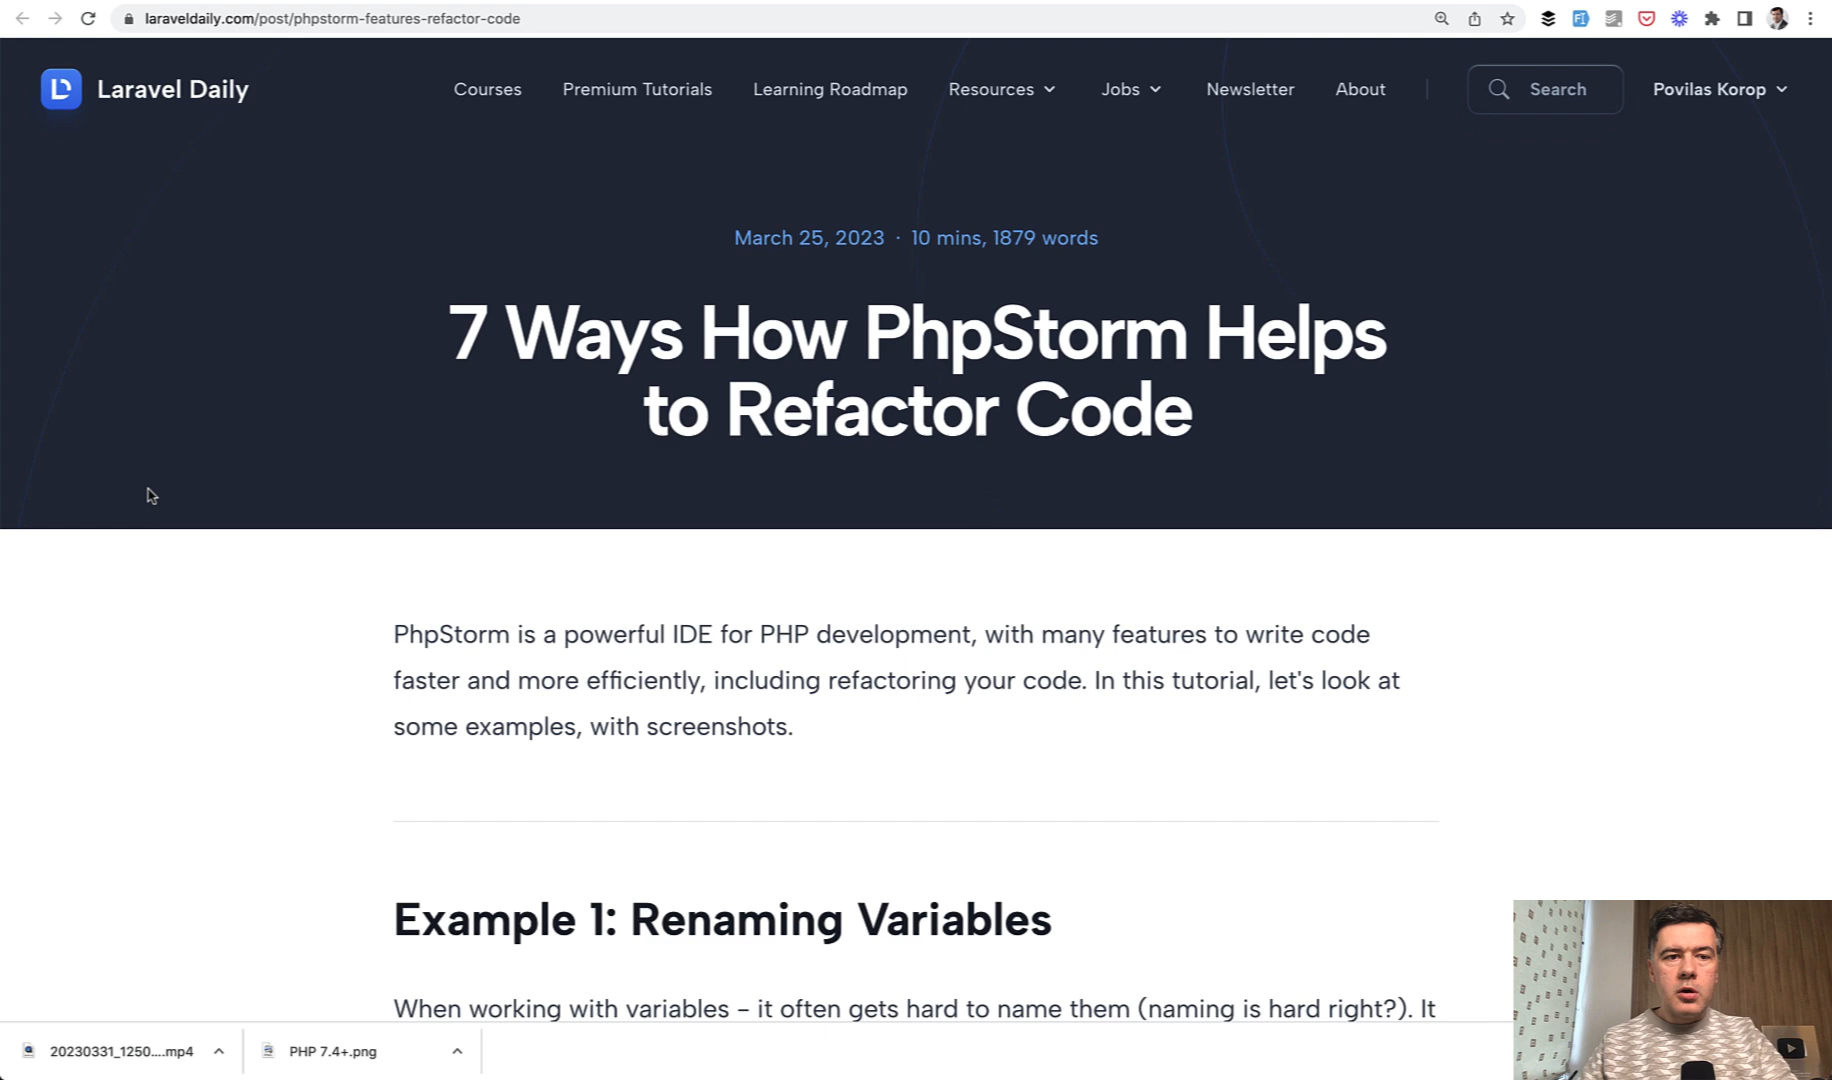 laraveldaily.com/post/phpstorm-features-refactor-code
Laravel Daily
Courses
Premium Tutorials
Learning Roadmap
Resources
Jobs
Newsletter
About
Search
Povilas Korop
March 25, 2023 · 10 mins, 1879 words
7 Ways How PhpStorm Helps
to Refactor Code
PhpStorm is a powerful IDE for PHP development, with many features to write code
faster and more efficiently, including refactoring your code. In this tutorial, let's look at
some examples, with screenshots.
Example 1: Renaming Variables
When working with variables – it often gets hard to name them (naming is hard right?). It
20230331_1250....mp4
PHP 7.4+.png